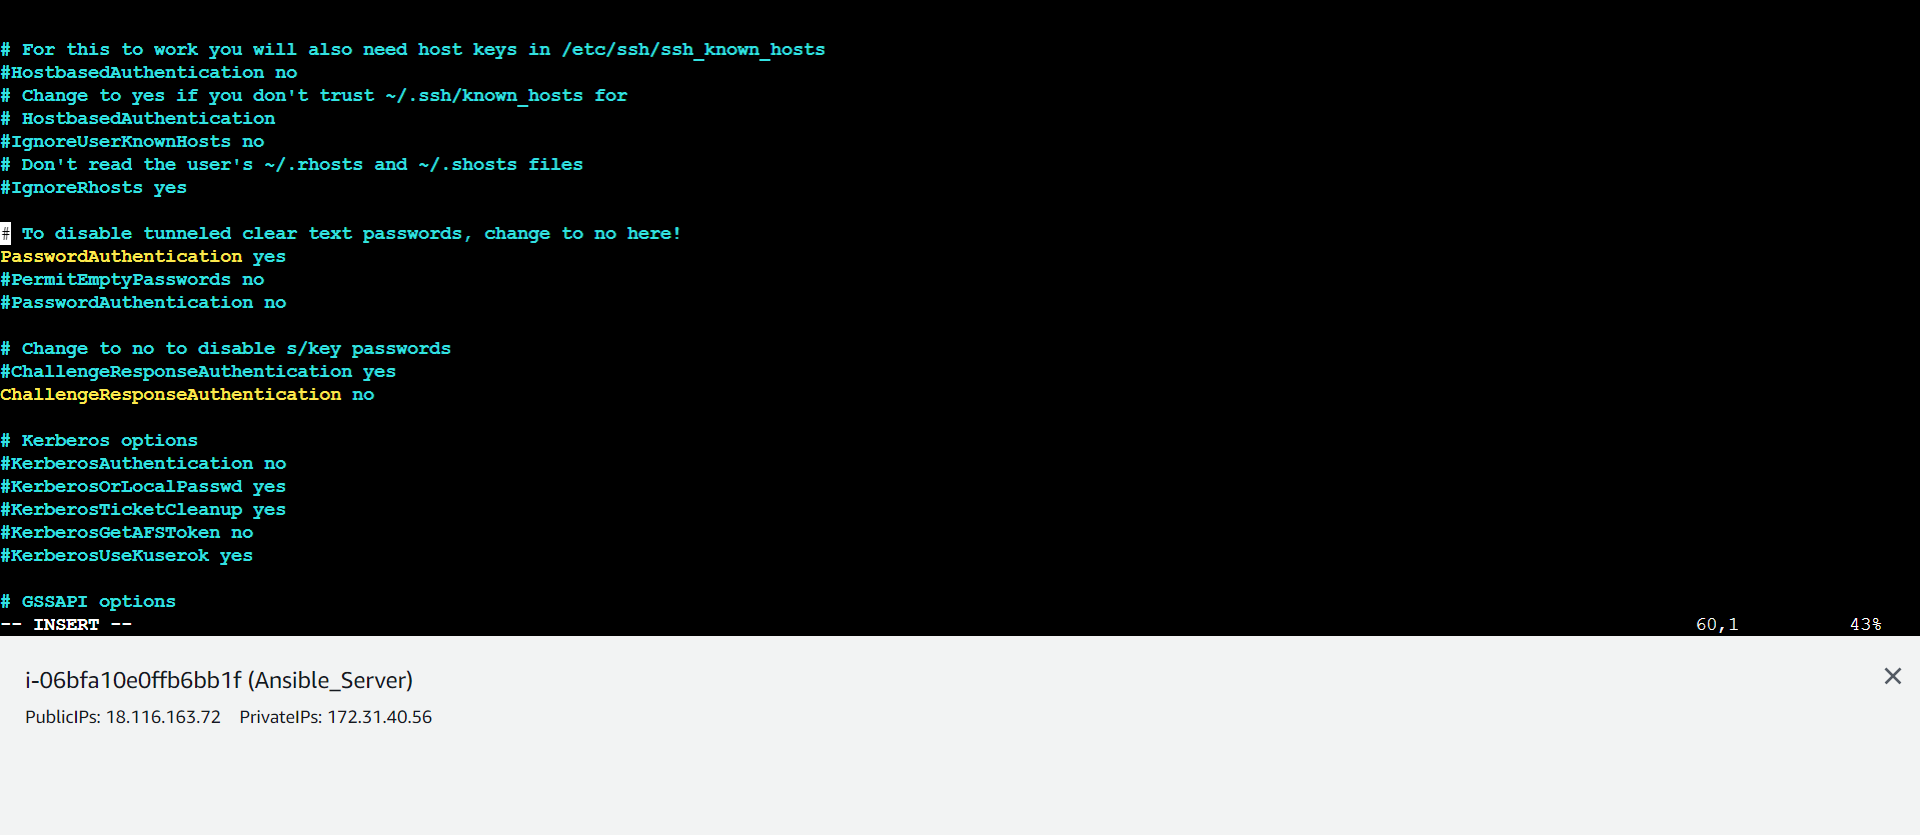 # For this to work you will also need host keys in /etc/ssh/ssh_known_hosts
#HostbasedAuthentication no
# Change to yes if you don't trust ~/.ssh/known_hosts for
# HostbasedAuthentication
#IgnoreUserKnownHosts no
# Don't read the user's ~/.rhosts and ~/.shosts files
#IgnoreRhosts yes
# To disable tunneled clear text passwords, change to no here!
PasswordAuthentication yes
#PermitEmptyPasswords no
#PasswordAuthentication no
# Change to no to disable s/key passwords
#ChallengeResponseAuthentication yes
ChallengeResponseAuthentication no
# Kerberos options
#KerberosAuthentication no
#KerberosOrLocalPasswd yes
#KerberosTicketCleanup yes
#KerberosGetAFSToken no
#KerberosUseKuserok yes
# GSSAPI options
-- INSERT -- 60,1 43%
i-06bfa10e0ffb6bb1f (Ansible_Server)
PublicIPs: 18.116.163.72 PrivateIPs: 172.31.40.56